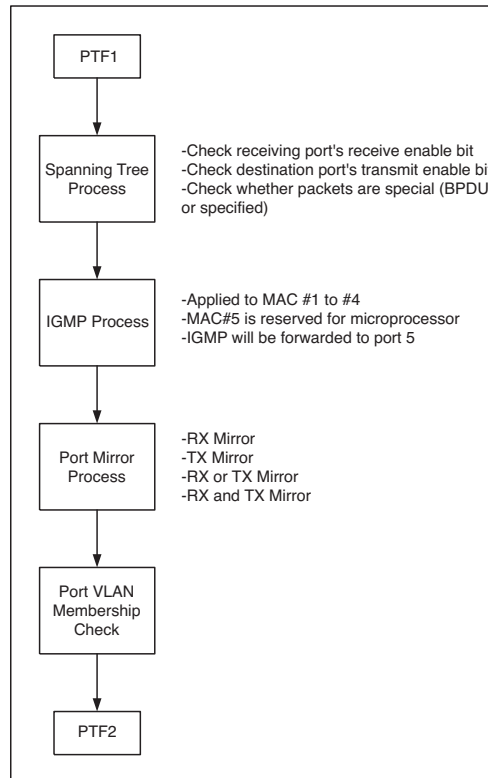 PTF1
Spanning Tree
Process
-Check receiving port's receive enable bit
-Check destination port's transmit enable bi
-Check whether packets are special (BPDU
or specified)
IGMP Process
-Applied to MAC #1 to #4
-MAC#5 is reserved for microprocessor
-IGMP will be forwarded to port 5
Port Mirror
Process
-RX Mirror
-TX Mirror
-RX or TX Mirror
-RX and TX Mirror
Port VLAN
Membership
Check
PTF2